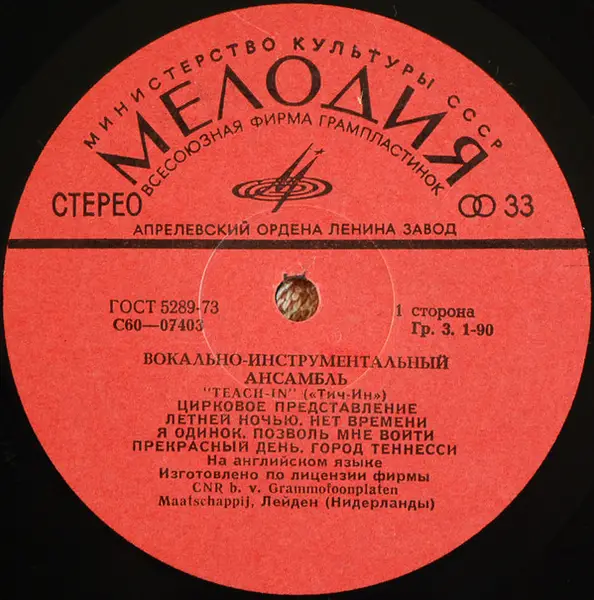 МИНИСТЕРСТВО КУЛЬТУРЫ СССР
МЕЛОДИЯ
ВСЕСОЮЗНАЯ ФИРМА ГРАМПЛАСТИНОК
СТЕРЕО
33
АПРЕЛЕВСКИЙ ОРДЕНА ЛЕНИНА ЗАВОД
ГОСТ 5289-73
С60—07403
1 сторона
Гр. 3. 1-90
ВОКАЛЬНО-ИНСТРУМЕНТАЛЬНЫЙ
АНСАМБЛЬ
"TEACH-IN" («Тич-Ин»)
ЦИРКОВОЕ ПРЕДСТАВЛЕНИЕ
ЛЕТНЕЙ НОЧЬЮ. НЕТ ВРЕМЕНИ
Я ОДИНОК. ПОЗВОЛЬ МНЕ ВОЙТИ
ПРЕКРАСНЫЙ ДЕНЬ. ГОРОД ТЕННЕССИ
На английском языке
Изготовлено по лицензии фирмы
CNR b. v. Grammofoonplaten
Maatschappij, Лейден (Нидерланды)